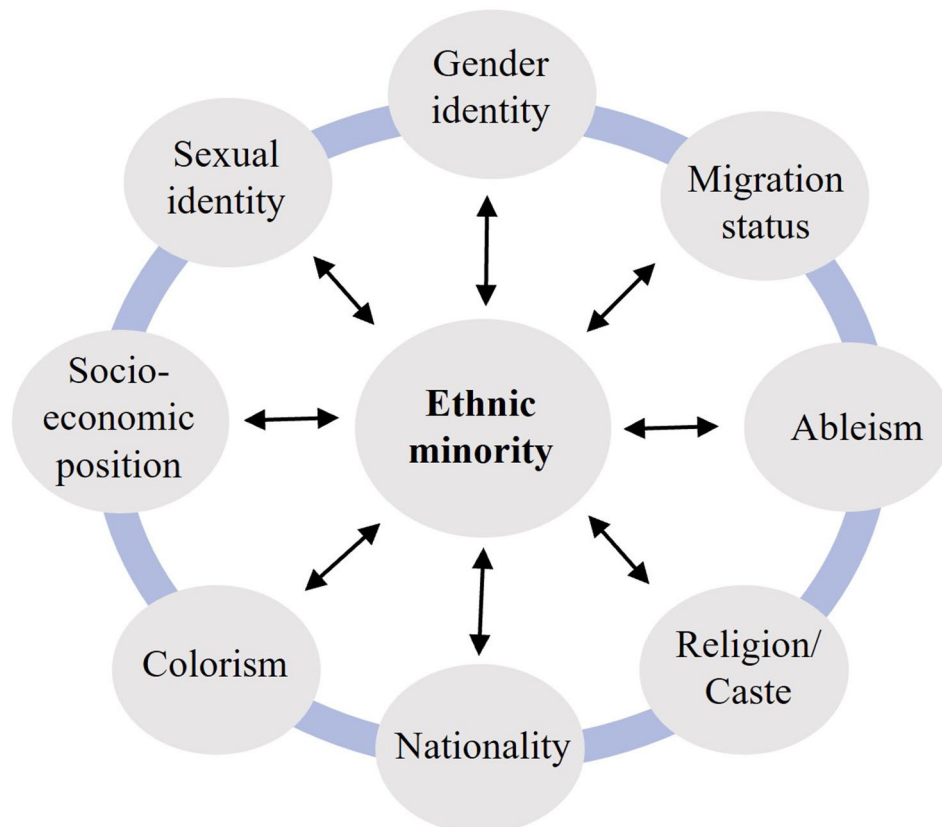 Gender
identity
Sexual
identity
Migration
status
Socio-
economic
position
Ethnic
minority
Ableism
Colorism
Religion/
Caste
Nationality